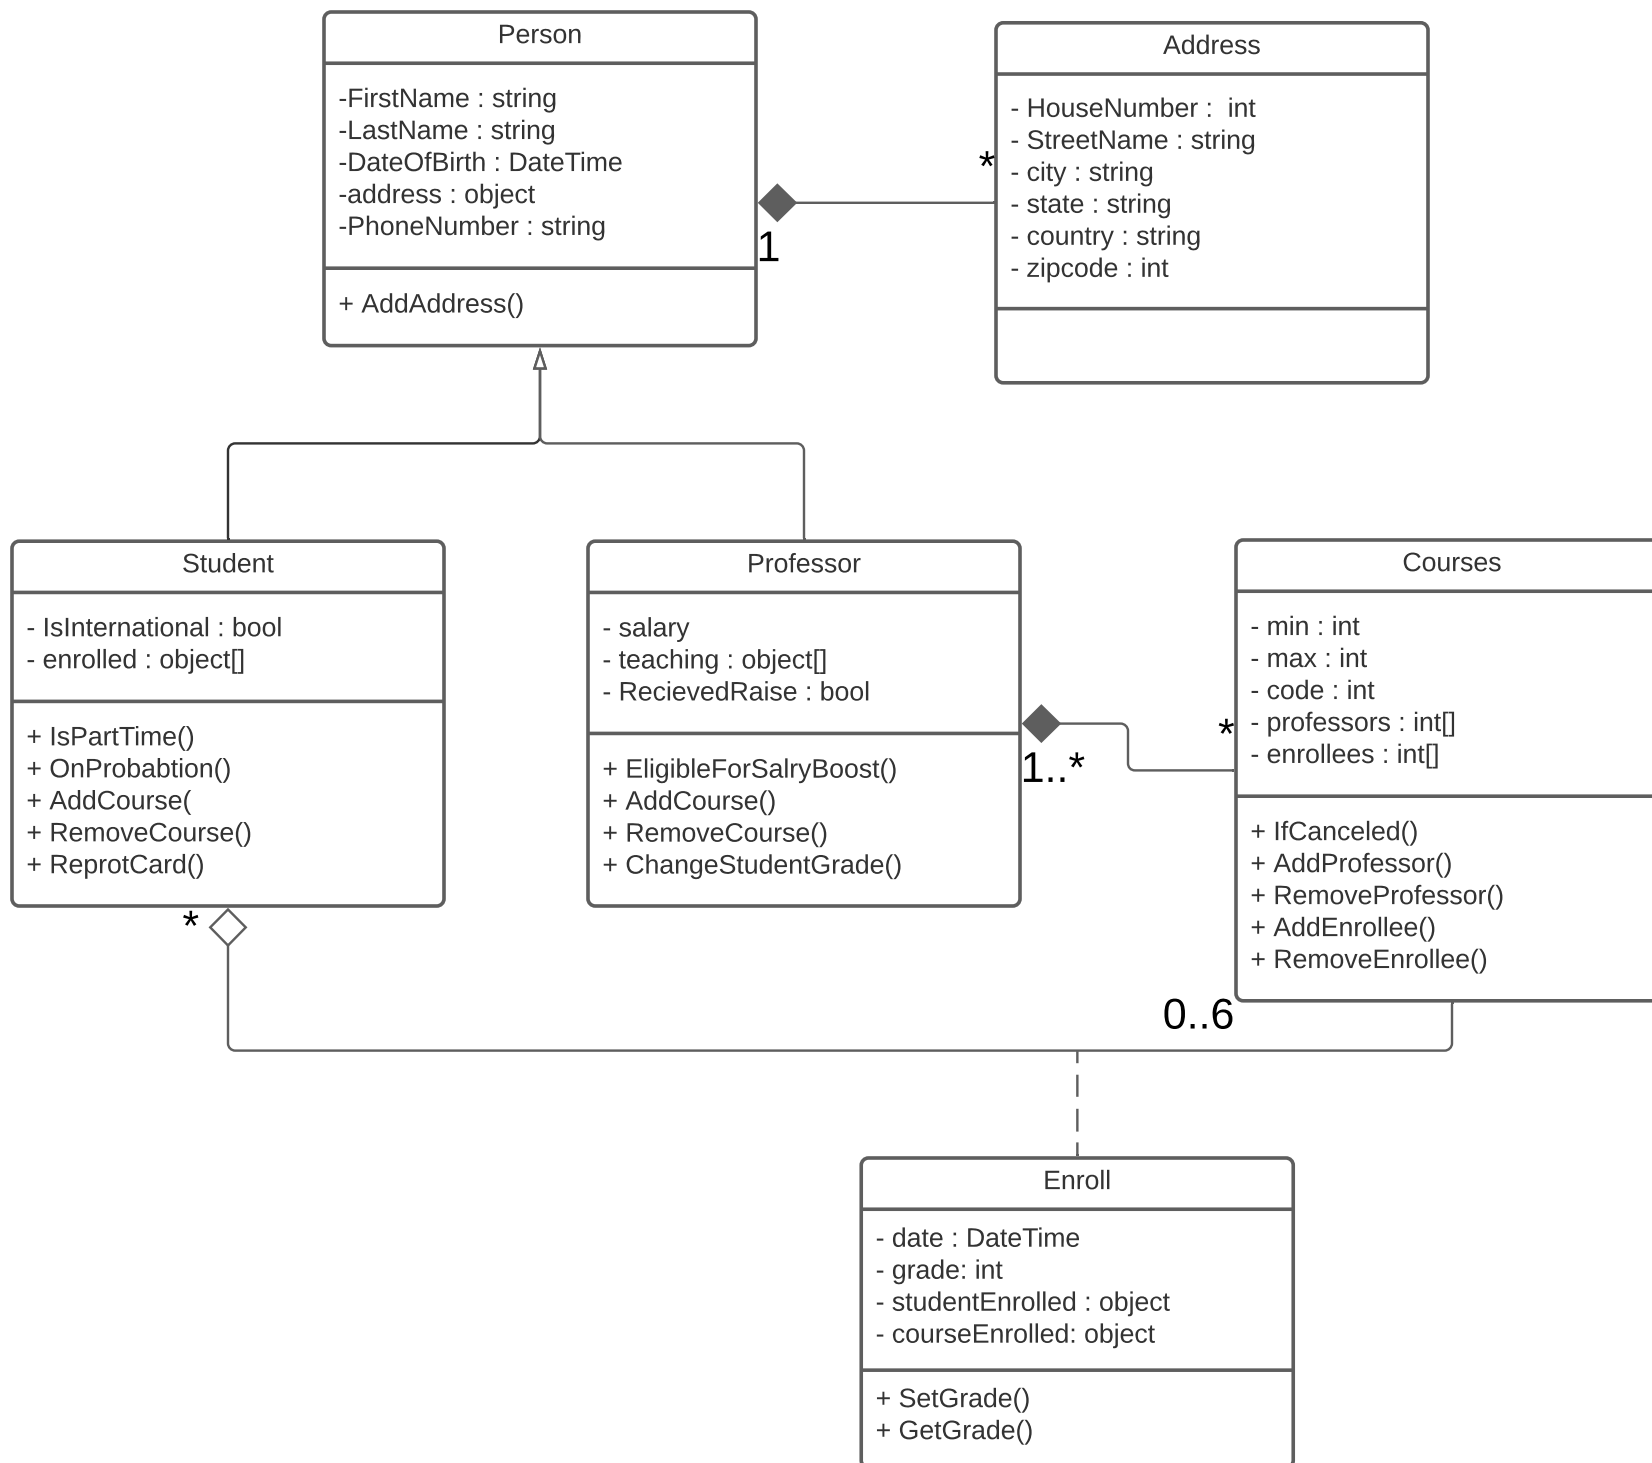 Person
-FirstName : string
-LastName : string
-DateOfBirth : DateTime
-address : object
-PhoneNumber : string
+ AddAddress()
1
*
Address
- HouseNumber :  int
- StreetName : string
- city : string
- state : string
- country : string
- zipcode : int
Student
- IsInternational : bool
- enrolled : object[]
+ IsPartTime()
+ OnProbabtion()
+ AddCourse(
+ RemoveCourse()
+ ReprotCard()
*
Professor
- salary
- teaching : object[]
- RecievedRaise : bool
+ EligibleForSalryBoost()
+ AddCourse()
+ RemoveCourse()
+ ChangeStudentGrade()
1..*
*
Courses
- min : int
- max : int
- code : int
- professors : int[]
- enrollees : int[]
+ IfCanceled()
+ AddProfessor()
+ RemoveProfessor()
+ AddEnrollee()
+ RemoveEnrollee()
0..6
Enroll
- date : DateTime
- grade: int
- studentEnrolled : object
- courseEnrolled: object
+ SetGrade()
+ GetGrade()